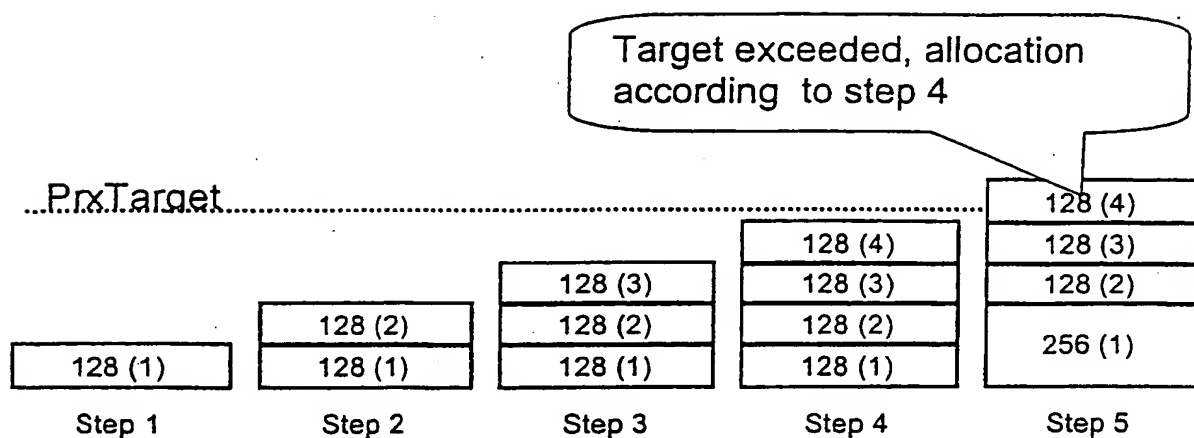 Target exceeded, allocation
according to step 4
PrxTarget
128 (4)
128 (4)
128 (3)
128 (3)
128 (3)
128 (2)
128 (2)
128 (2)
128 (2)
128 (1)
128 (1)
128 (1)
128 (1)
256 (1)
Step 1
Step 2
Step 3
Step 4
Step 5